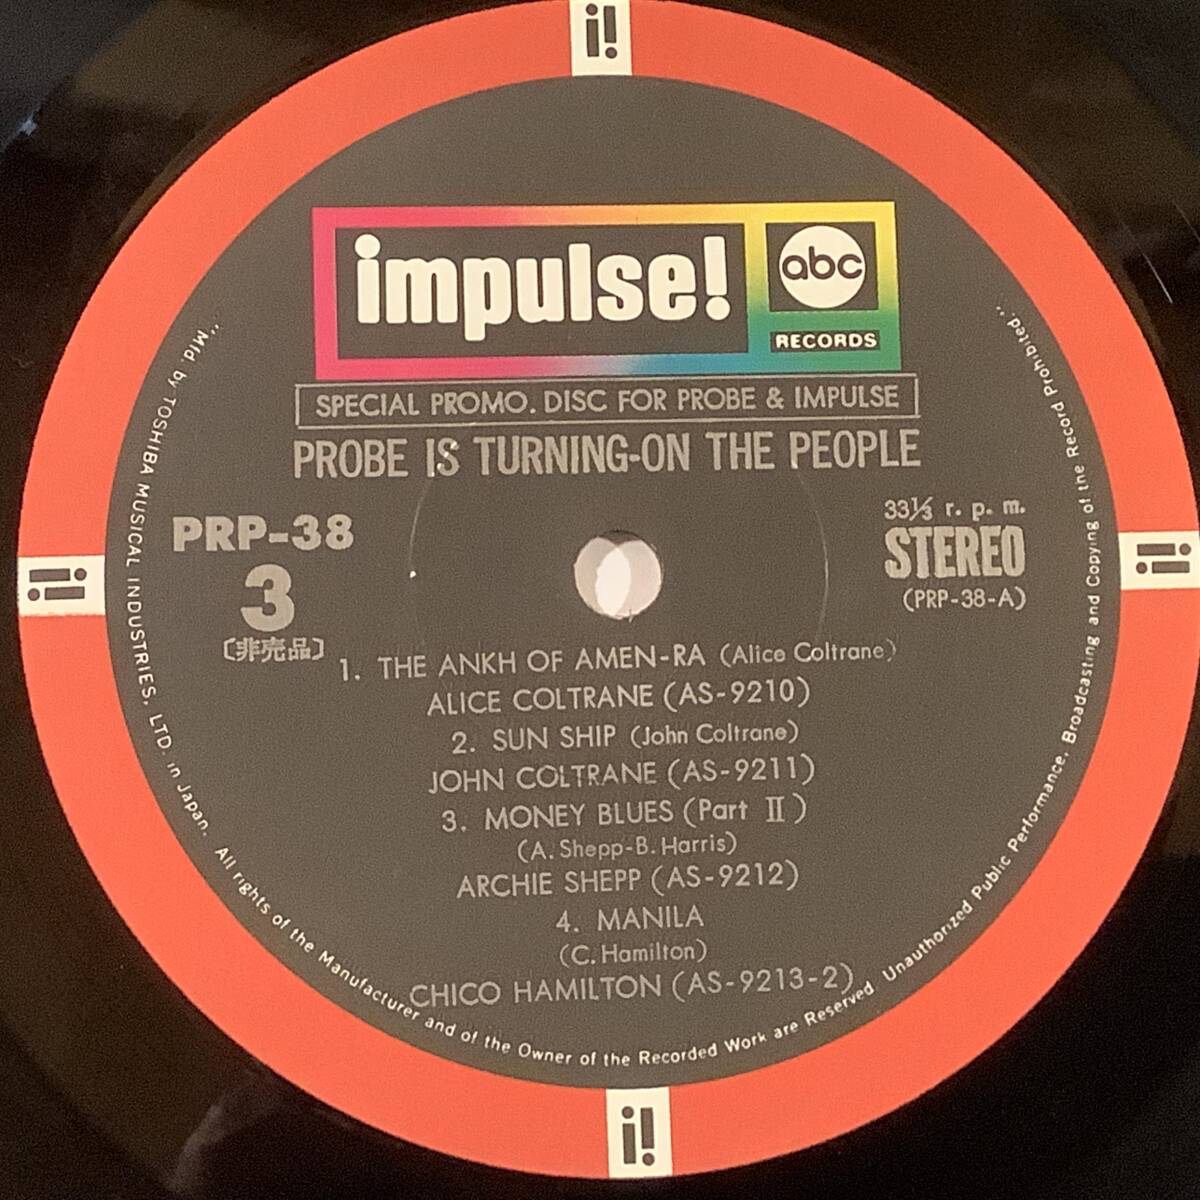 i!
impulse!
abc
RECORDS
SPECIAL PROMO. DISC FOR PROBE & IMPULSE
PROBE IS TURNING-ON THE PEOPLE
PRP-38
3
〔非売品〕
33⅓ r. p. m.
STEREO
(PRP-38-A)
1. THE ANKH OF AMEN-RA (Alice Coltrane)
ALICE COLTRANE (AS-9210)
2. SUN SHIP (John Coltrane)
JOHN COLTRANE (AS-9211)
3. MONEY BLUES (Part II)
(A. Shepp-B. Harris)
ARCHIE SHEPP (AS-9212)
4. MANILA
(C. Hamilton)
CHICO HAMILTON (AS-9213-2)
"Mfd. by TOSHIBA MUSICAL INDUSTRIES, LTD. in Japan. All rights of the Manufacturer and of the Owner of the Recorded Work are Reserved. Unauthorized Public Performance, Broadcasting and Copying of the Record Prohibited."
i!
i!
i!